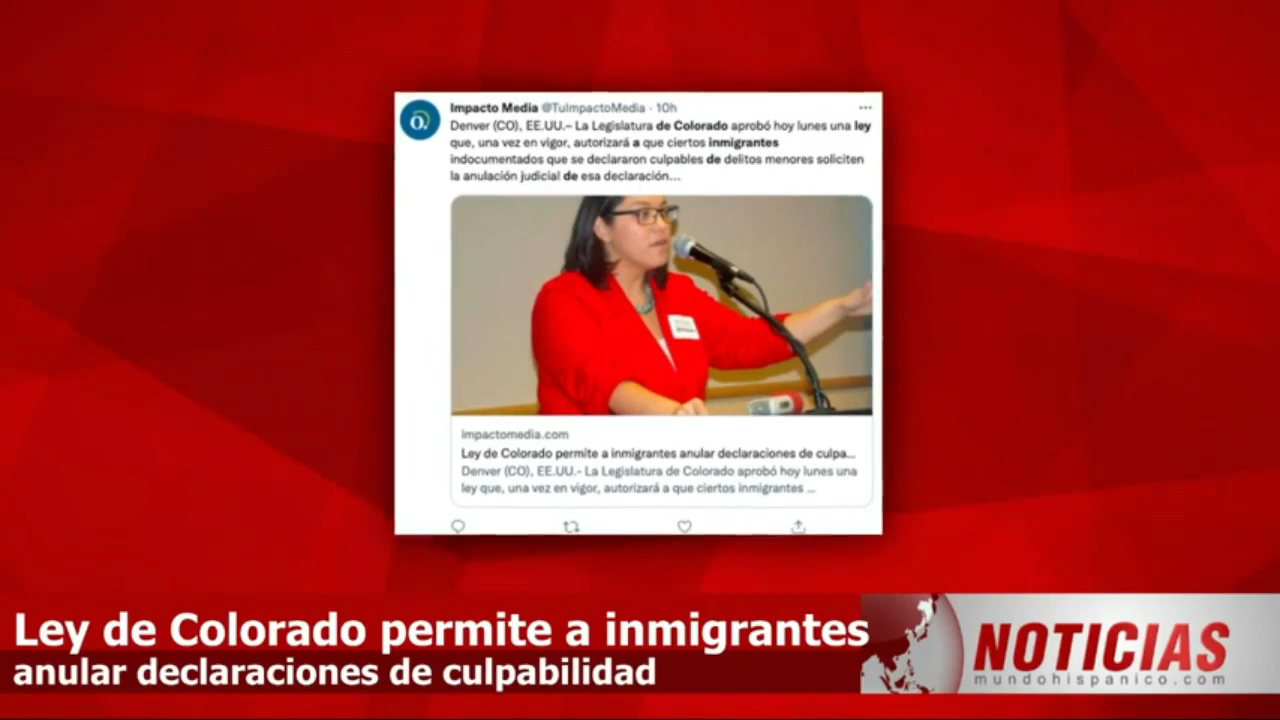 Impacto Media @TuImpactoMedia · 10h
Denver (CO), EE.UU.– La Legislatura de Colorado aprobó hoy lunes una ley
que, una vez en vigor, autorizará a que ciertos inmigrantes
indocumentados que se declararon culpables de delitos menores soliciten
la anulación judicial de esa declaración...
impactomedia.com
Ley de Colorado permite a inmigrantes anular declaraciones de culpa...
Denver (CO), EE.UU.- La Legislatura de Colorado aprobó hoy lunes una
ley que, una vez en vigor, autorizará a que ciertos inmigrantes ...
Ley de Colorado permite a inmigrantes
anular declaraciones de culpabilidad
NOTICIAS
mundohispanico.com